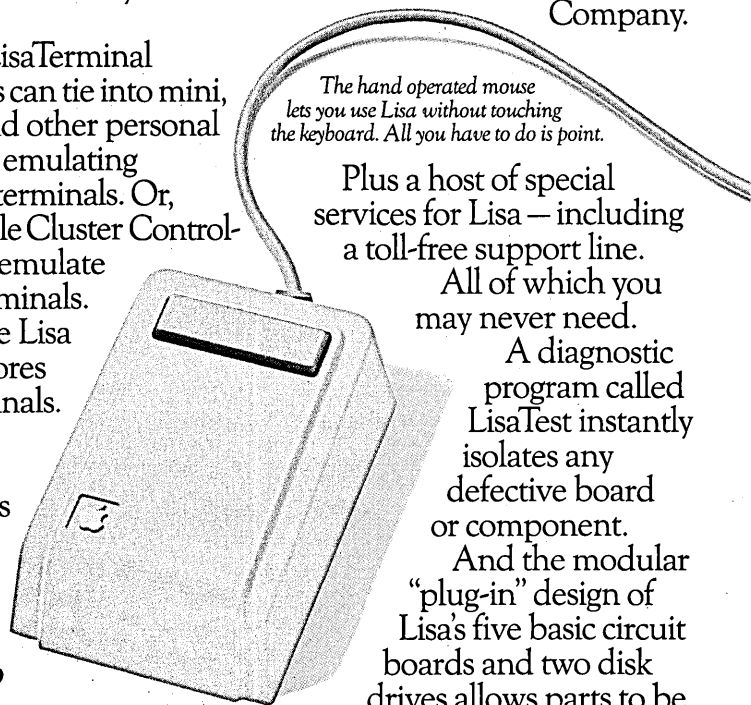 isaTerminal
s can tie into mini,
d other personal
emulating
terminals. Or,
le Cluster Control-
emulate
minals.
e Lisa
ores
nals.
s
The hand operated mouse
lets you use Lisa without touching
the keyboard. All you have to do is point.
Company.
Plus a host of special
services for Lisa — including
a toll-free support line.
All of which you
may never need.
A diagnostic
program called
LisaTest instantly
isolates any
defective board
or component.
And the modular
“plug-in” design of
Lisa's five basic circuit
boards and two disk
drives allows parts to be